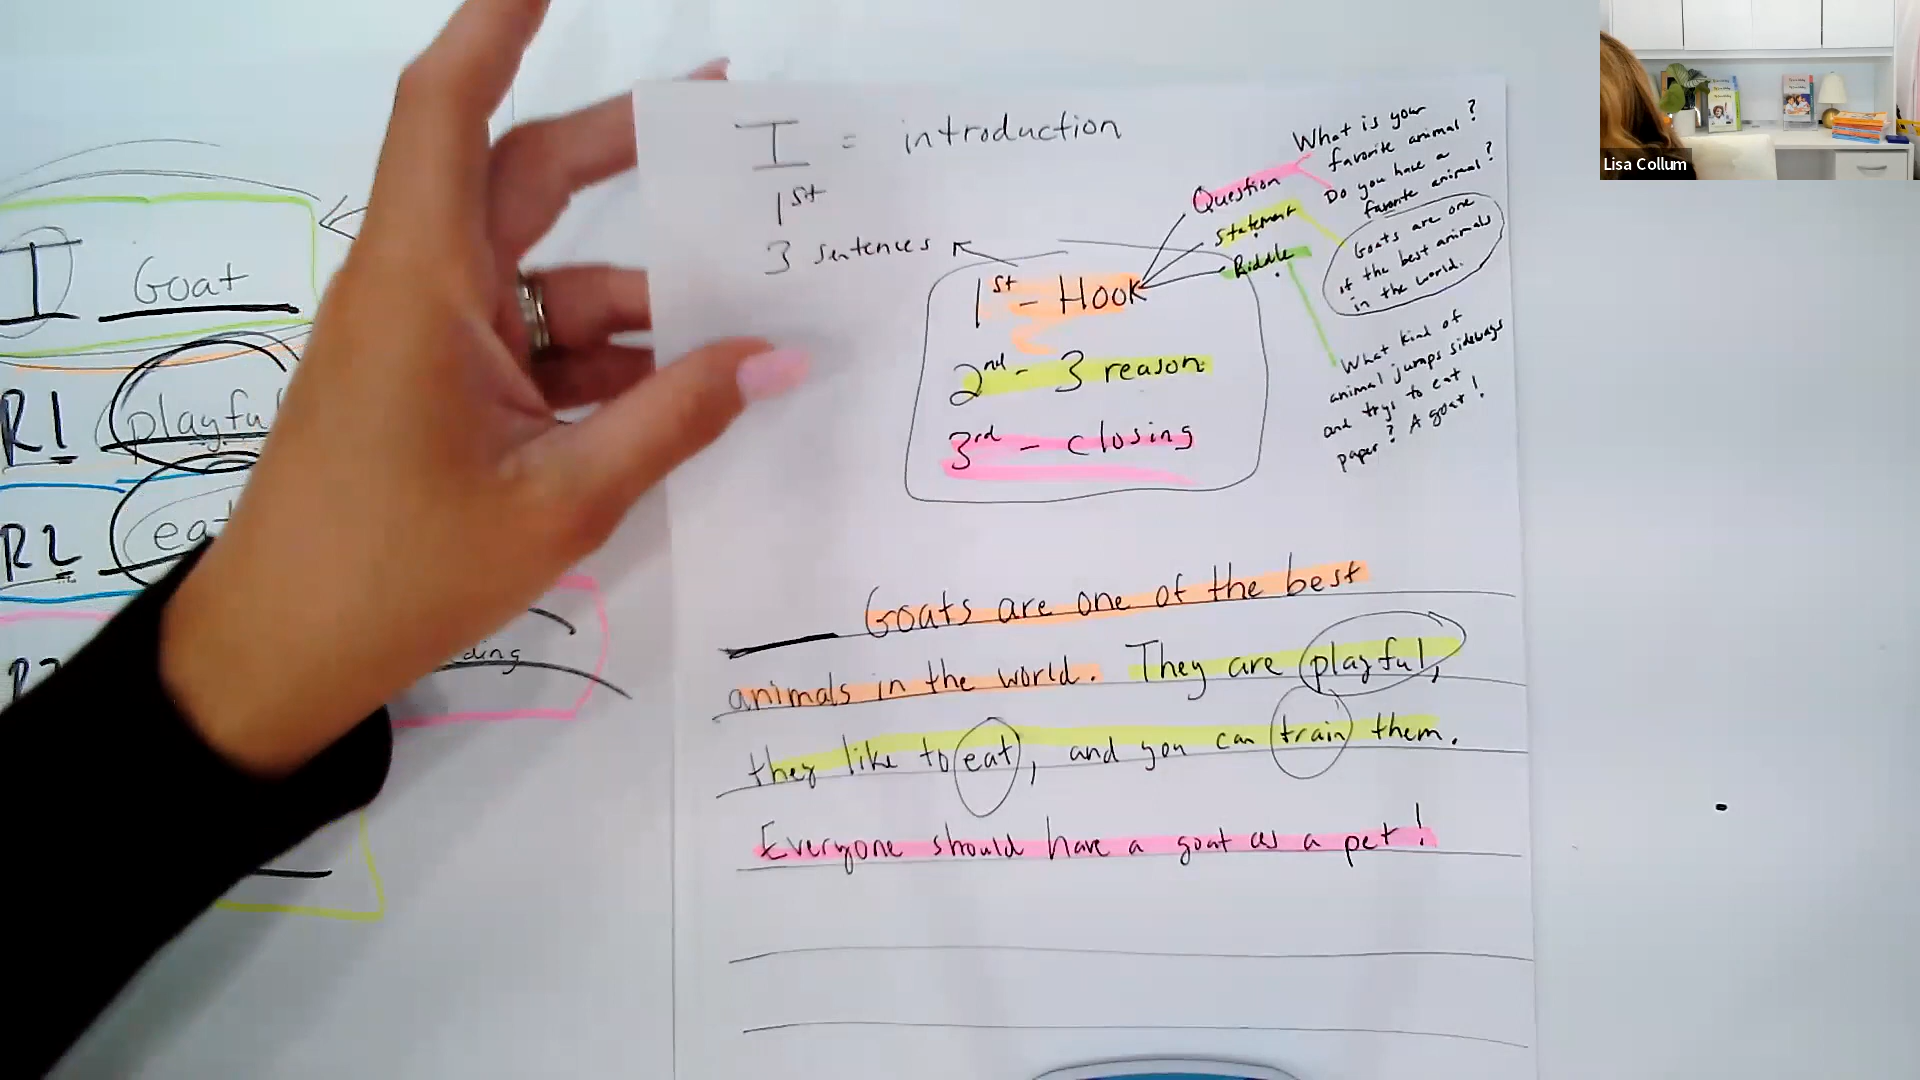 I = introduction
1st
3 sentences
1st - Hook
2nd - 3 reason
3rd - closing
Question
Statement
Riddle
What is your
favorite animal?
Do you have a
favorite animal?
Goats are one
of the best animals
in the world.
What kind of
animal jumps sideways
and trys to eat
paper? A goat!
Goats are one of the best
animals in the world. They are playful,
they like to eat, and you can train them.
Everyone should have a goat as a pet!
I Goat
R1 playful
R2 eat
ding
Lisa Collum